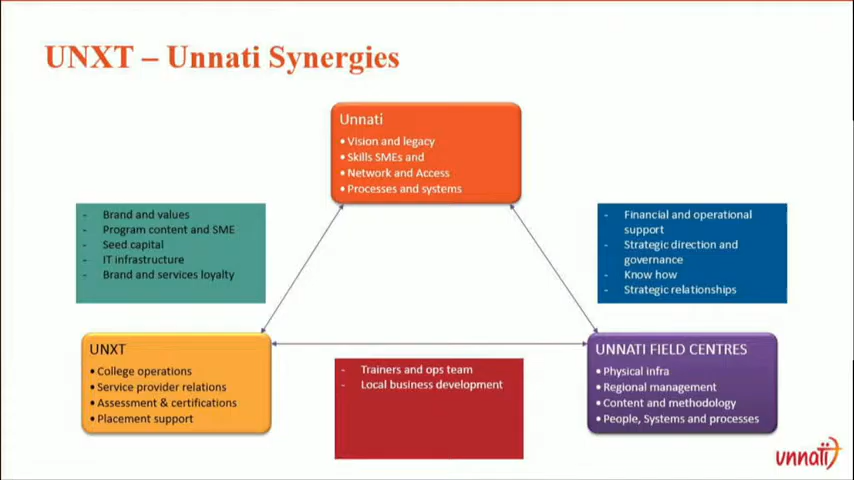 UNXT – Unnati Synergies
Unnati
• Vision and legacy
• Skills SMEs and
• Network and Access
• Processes and systems
- Brand and values
- Program content and SME
- Seed capital
- IT infrastructure
- Brand and services loyalty
- Financial and operational
support
- Strategic direction and
governance
- Know how
- Strategic relationships
UNXT
• College operations
• Service provider relations
• Assessment & certifications
• Placement support
- Trainers and ops team
- Local business development
UNNATI FIELD CENTRES
• Physical infra
• Regional management
• Content and methodology
• People, Systems and processes
unnati